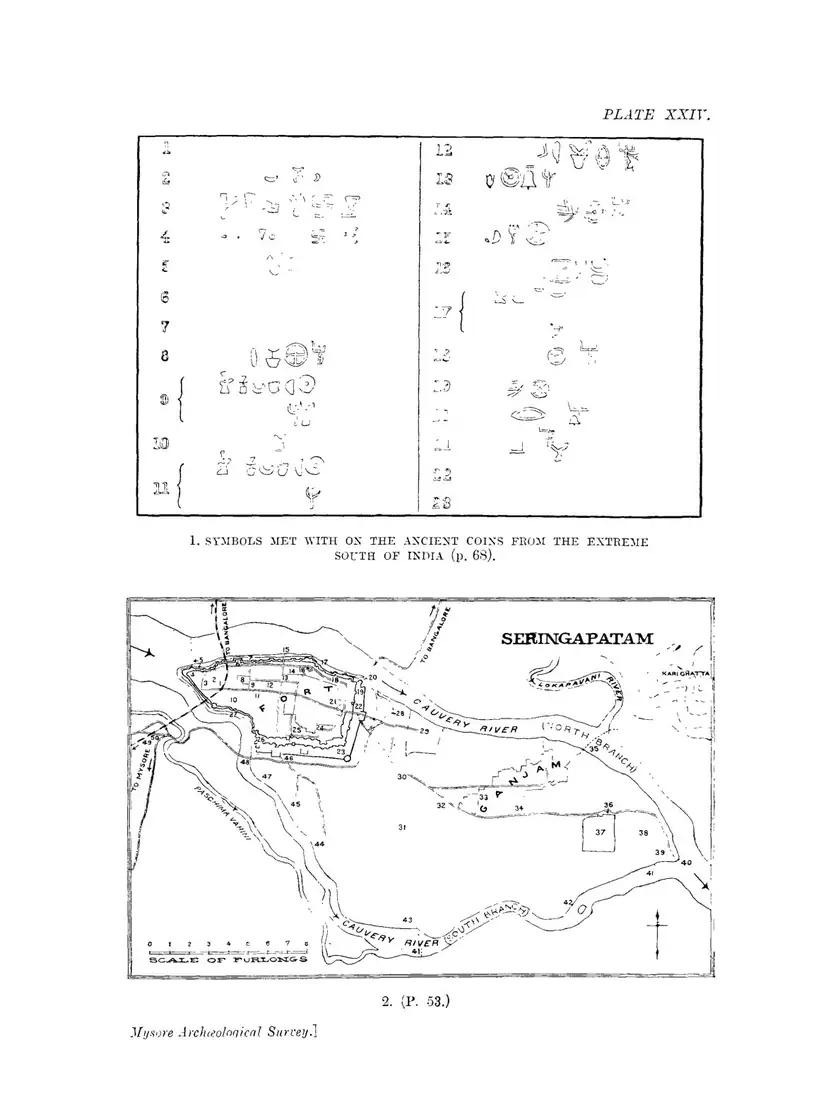 PLATE XXIV.
1
2
3
4
5
6
7
8
9
10
11
12
13
14
15
16
17
18
19
20
21
22
23
1. SYMBOLS MET WITH ON THE ANCIENT COINS FROM THE EXTREME
SOUTH OF INDIA (p. 68).
SERINGAPATAM
TO BANGALORE
TO BANGALORE
LOKAPAVANI RIVER
KARIGHATTA
FORT
CAUVERY RIVER (NORTH BRANCH)
GANJAM
TO MYSORE
PASCHIMA VAHINI
CAUVERY RIVER (SOUTH BRANCH)
0 1 2 3 4 5 6 7 8
SCALE OF FURLONGS
2. (P. 53.)
Mysore Archæological Survey.]